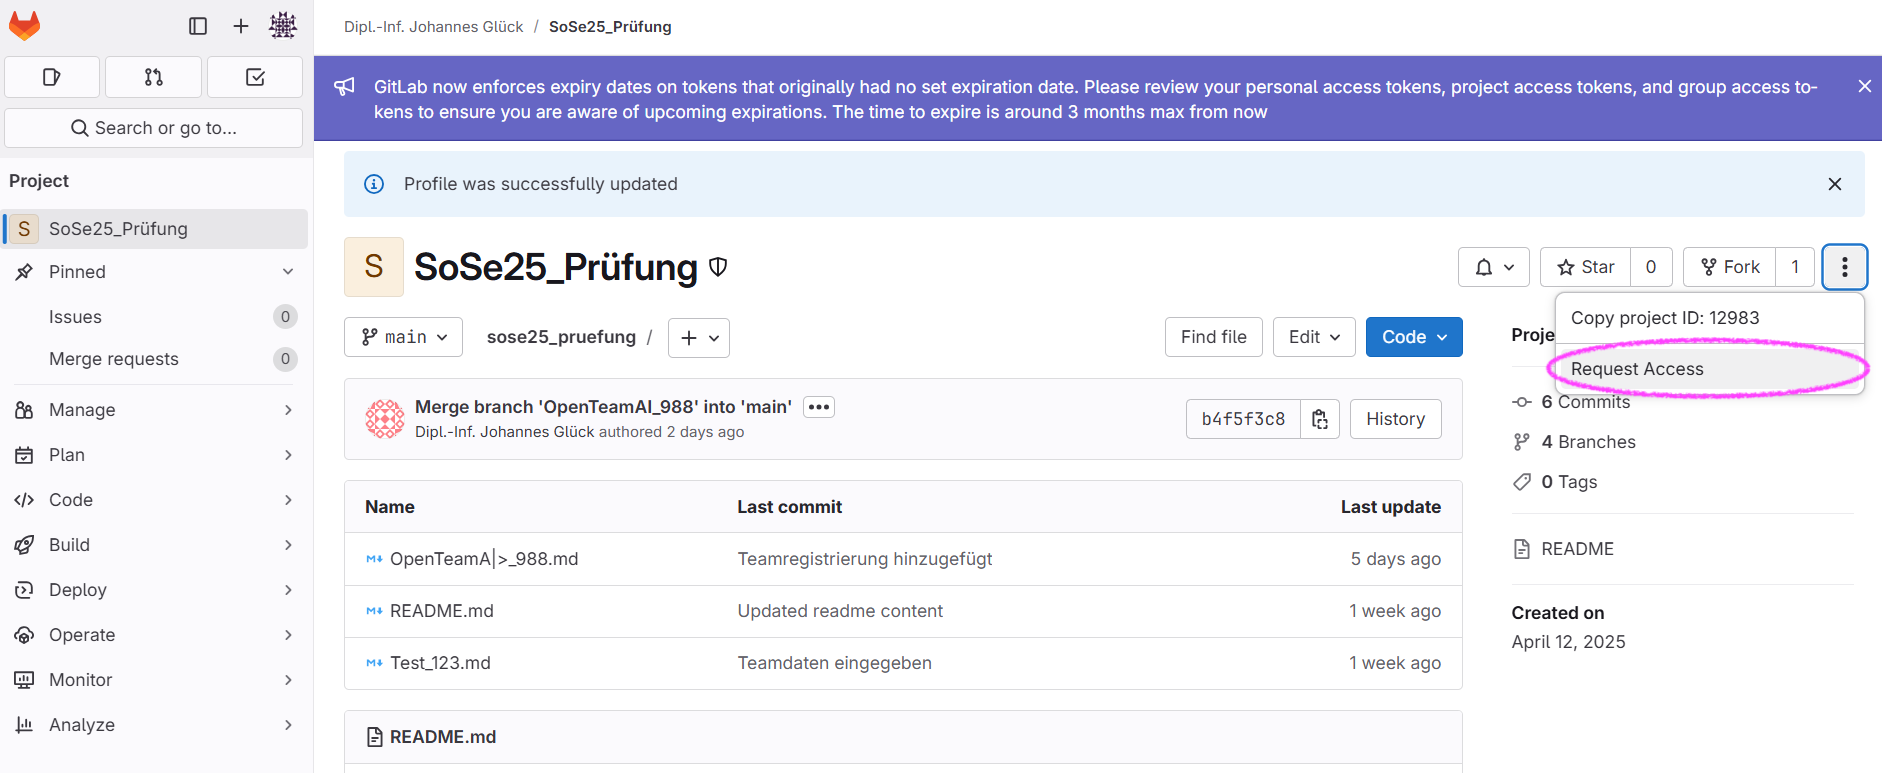 Dipl.-Inf. Johannes Glück / SoSe25_Prüfung
GitLab now enforces expiry dates on tokens that originally had no set expiration date. Please review your personal access tokens, project access tokens, and group access to-
kens to ensure you are aware of upcoming expirations. The time to expire is around 3 months max from now
Search or go to...
Project
S SoSe25_Prüfung
Pinned
Issues 0
Merge requests 0
Manage
Plan
Code
Build
Deploy
Operate
Monitor
Analyze
Profile was successfully updated
S SoSe25_Prüfung
Star 0
Fork 1
Copy project ID: 12983
Request Access
main sose25_pruefung /
Find file Edit Code
Merge branch 'OpenTeamAI_988' into 'main'
Dipl.-Inf. Johannes Glück authored 2 days ago
b4f5f3c8 History
Name Last commit Last update
OpenTeamA|>_988.md Teamregistrierung hinzugefügt 5 days ago
README.md Updated readme content 1 week ago
Test_123.md Teamdaten eingegeben 1 week ago
README.md
Proje
6 Commits
4 Branches
0 Tags
README
Created on
April 12, 2025